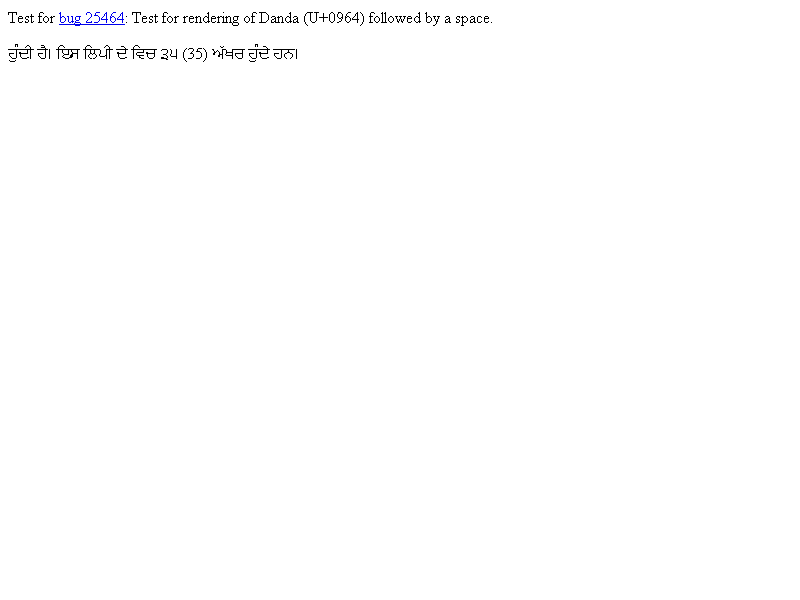 Test for bug 25464: Test for rendering of Danda (U+0964) followed by a space.
ਹੁੰਦੀ ਹੈ। ਇਸ ਲਿਪੀ ਦੇ ਵਿਚ ੩੫ (35) ਅੱਖਰ ਹੁੰਦੇ ਹਨ।